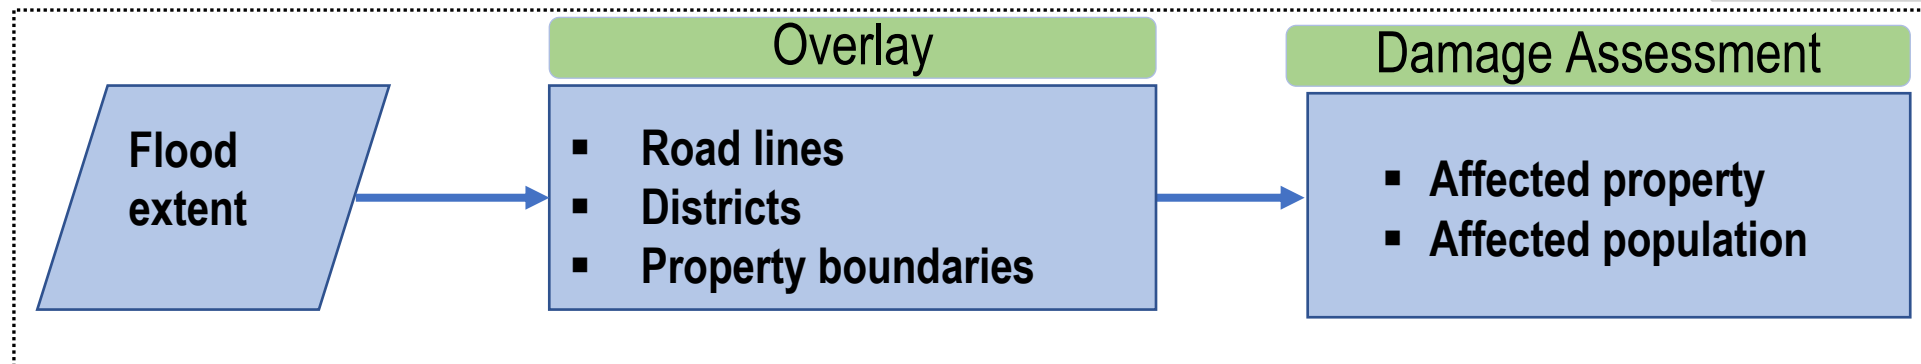 Overlay
Damage Assessment
Flood
extent
▪ Road lines
▪ Districts
▪ Property boundaries
▪ Affected property
▪ Affected population